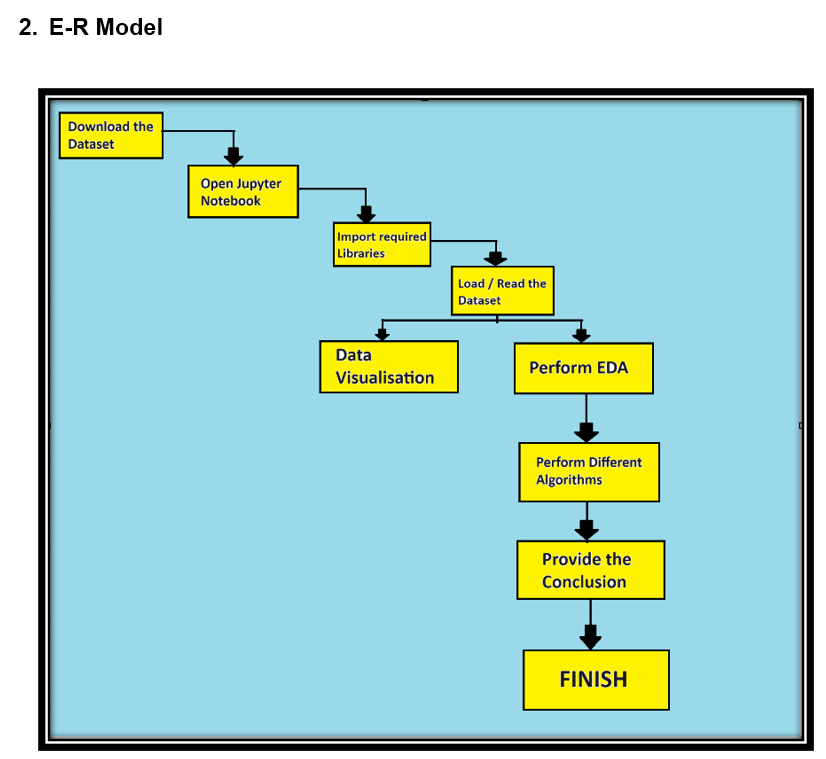 2. E-R Model
Download the
Dataset
Open Jupyter
Notebook
Import required
Libraries
Load / Read the
Dataset
Data
Visualisation
Perform EDA
Perform Different
Algorithms
Provide the
Conclusion
FINISH